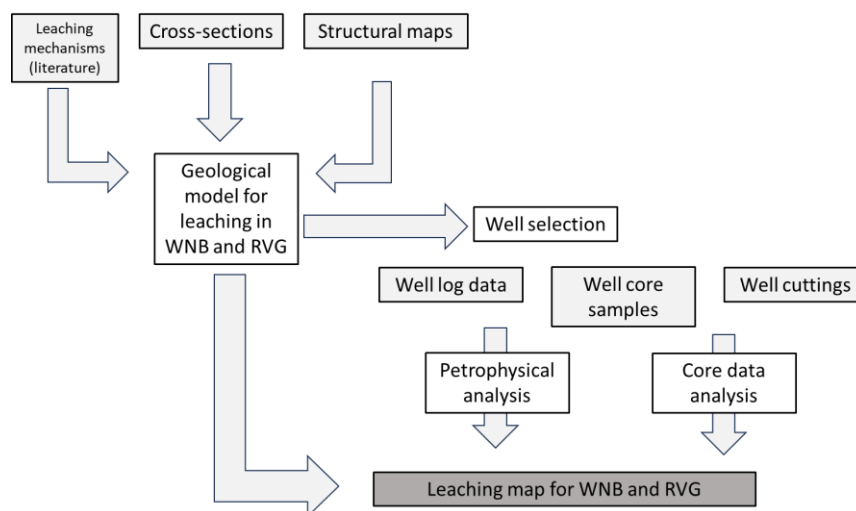 Leaching
mechanisms
(literature)
Cross-sections
Structural maps
Geological
model for
leaching in
WNB and RVG
Well selection
Well log data
Well core
samples
Well cuttings
Petrophysical
analysis
Core data
analysis
Leaching map for WNB and RVG